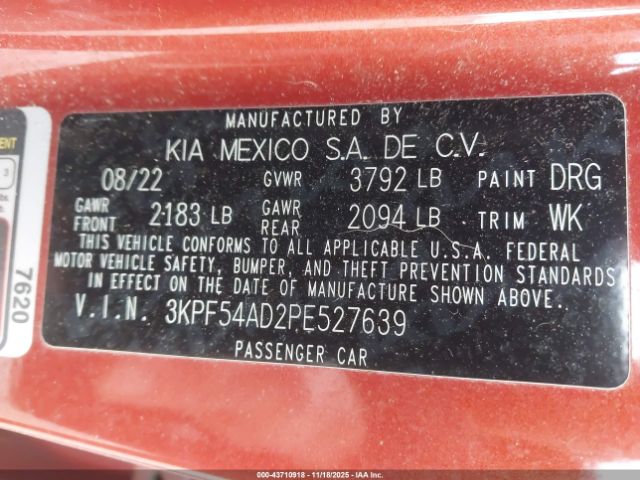 MANUFACTURED BY
KIA MEXICO S.A. DE C.V.
08/22 GVWR 3792 LB PAINT DRG
GAWR FRONT 2183 LB GAWR REAR 2094 LB TRIM WK
THIS VEHICLE CONFORMS TO ALL APPLICABLE U.S.A. FEDERAL
MOTOR VEHICLE SAFETY, BUMPER, AND THEFT PREVENTION STANDARDS
IN EFFECT ON THE DATE OF MANUFACTURE SHOWN ABOVE.
V.I.N. 3KPF54AD2PE527639
PASSENGER CAR
7620
3
000-43710918 - 11/18/2025 - IAAI, Inc.